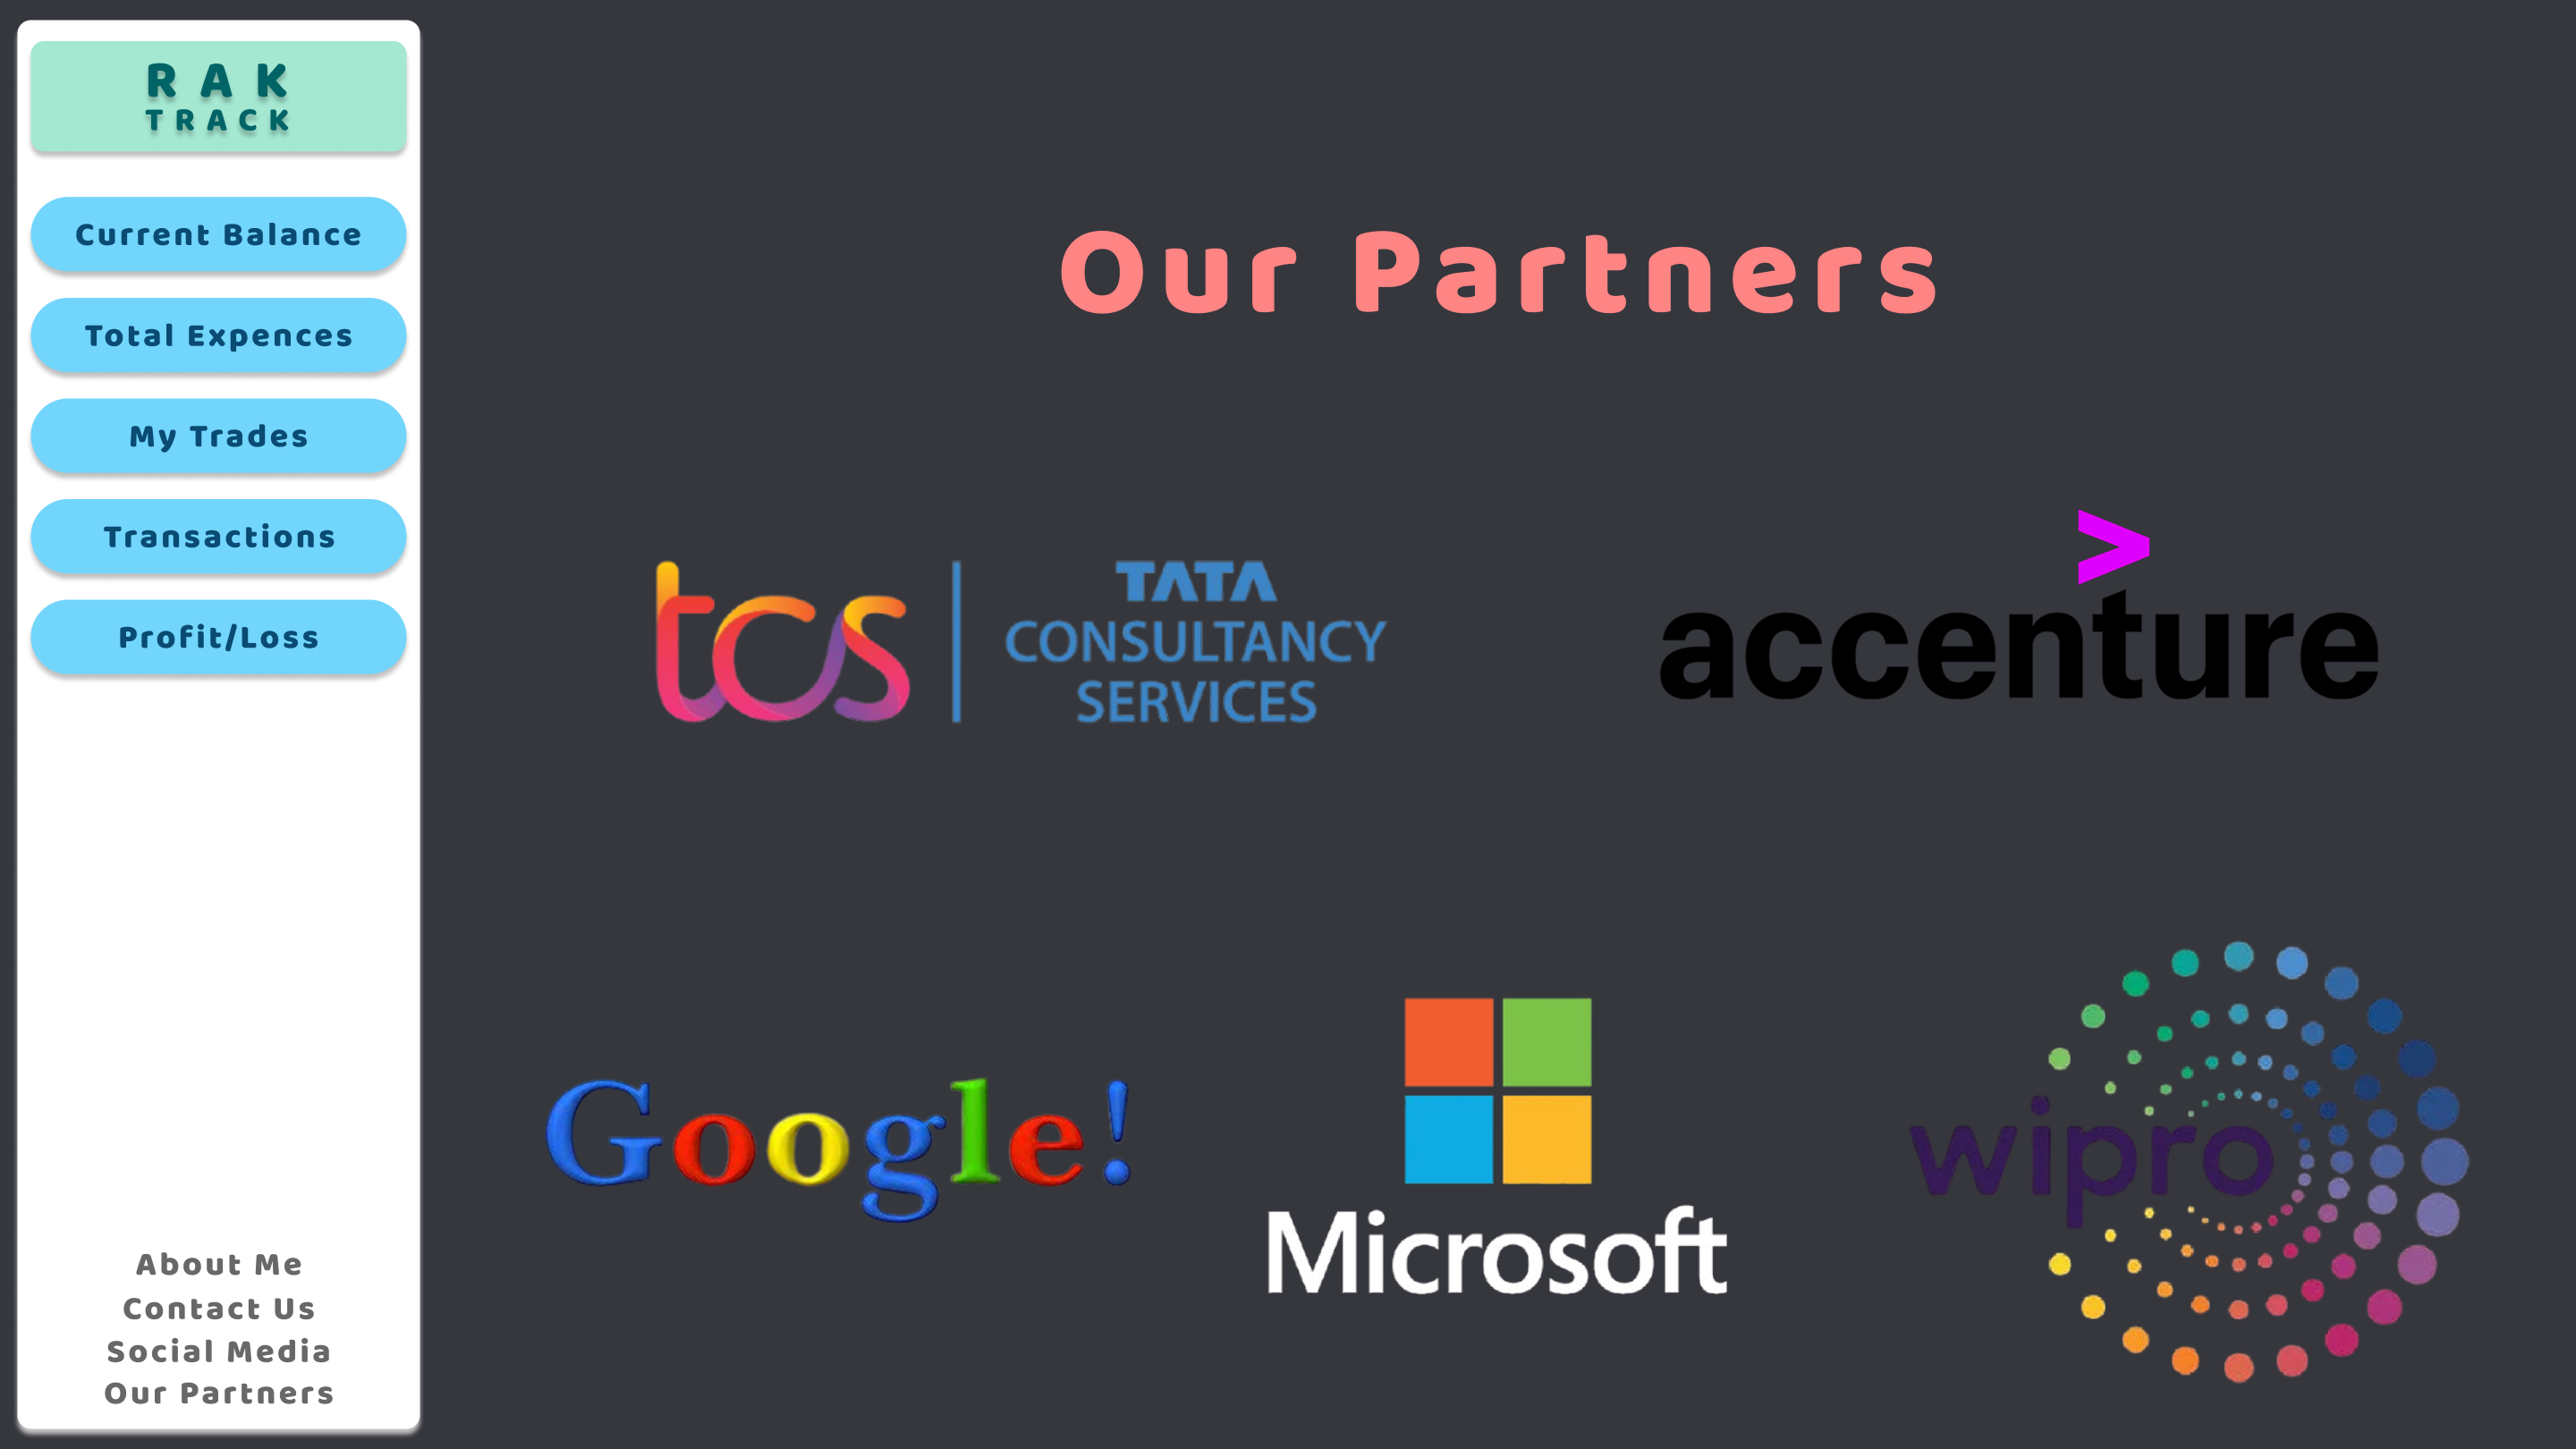 RAK
TRACK
Current Balance
Total Expences
My Trades
Transactions
Profit/Loss
About Me
Contact Us
Social Media
Our Partners
Our Partners
tcs
TATA
CONSULTANCY
SERVICES
>
accenture
Google!
Microsoft
wipro